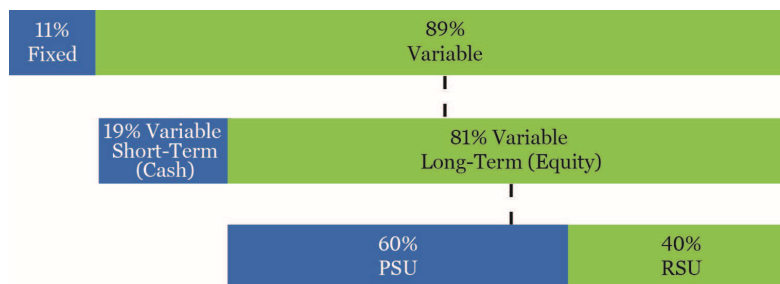 11%
Fixed
89%
Variable
19% Variable
Short-Term
(Cash)
81% Variable
Long-Term (Equity)
60%
PSU
40%
RSU